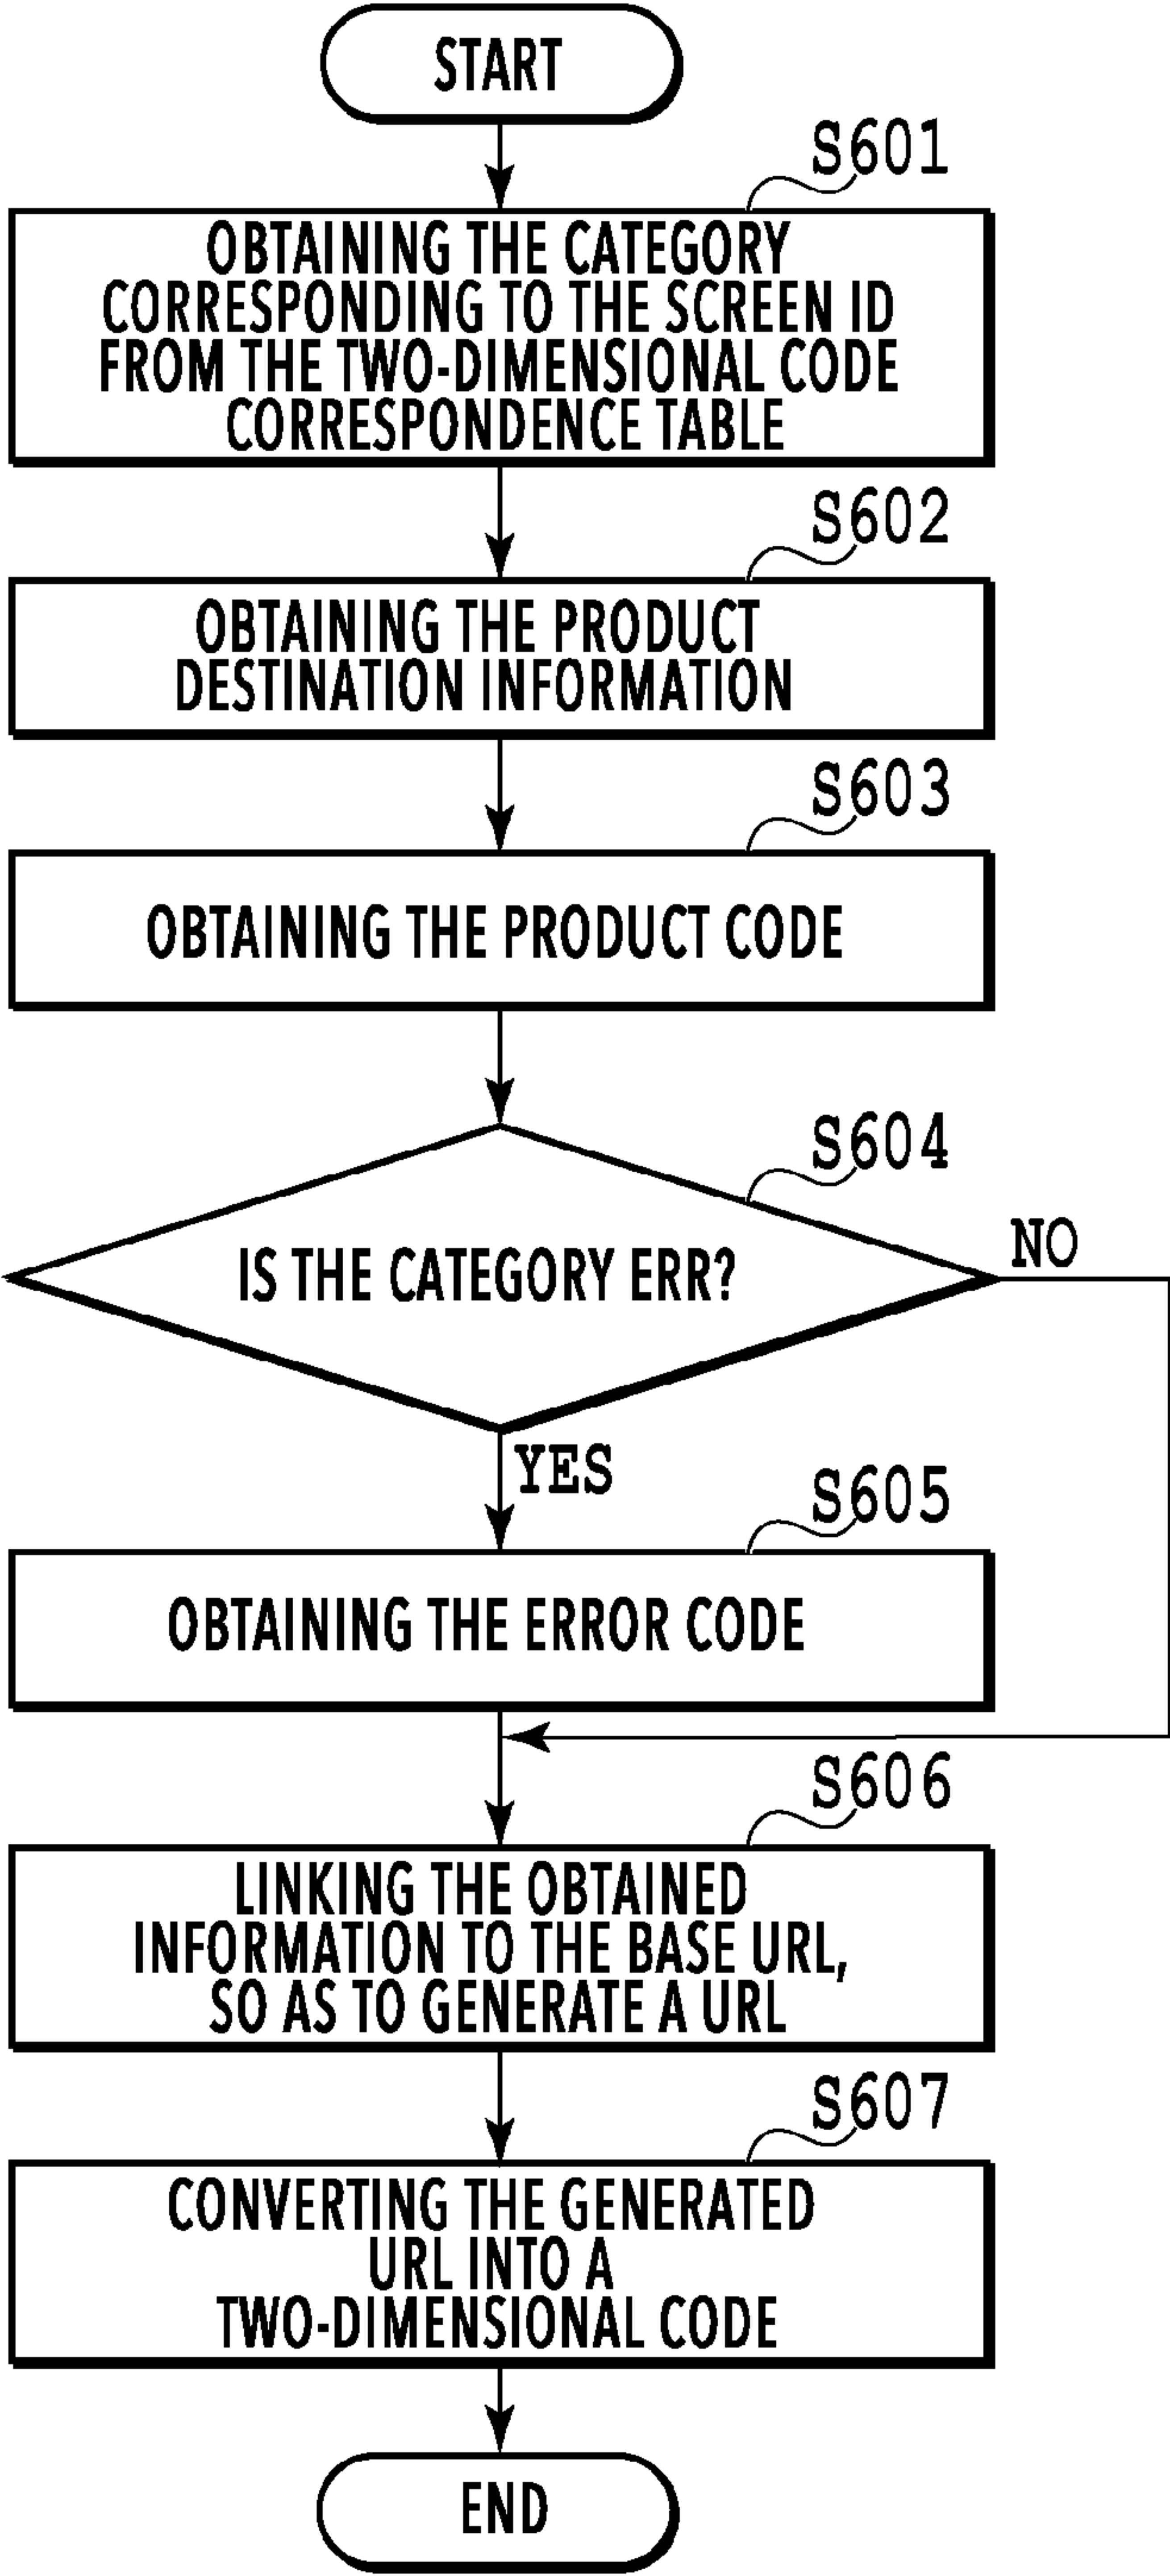 START
S601
OBTAINING THE CATEGORY
CORRESPONDING TO THE SCREEN ID
FROM THE TWO-DIMENSIONAL CODE
CORRESPONDENCE TABLE
S602
OBTAINING THE PRODUCT
DESTINATION INFORMATION
S603
OBTAINING THE PRODUCT CODE
S604
IS THE CATEGORY ERR?
NO
YES
S605
OBTAINING THE ERROR CODE
S606
LINKING THE OBTAINED
INFORMATION TO THE BASE URL,
SO AS TO GENERATE A URL
S607
CONVERTING THE GENERATED
URL INTO A
TWO-DIMENSIONAL CODE
END